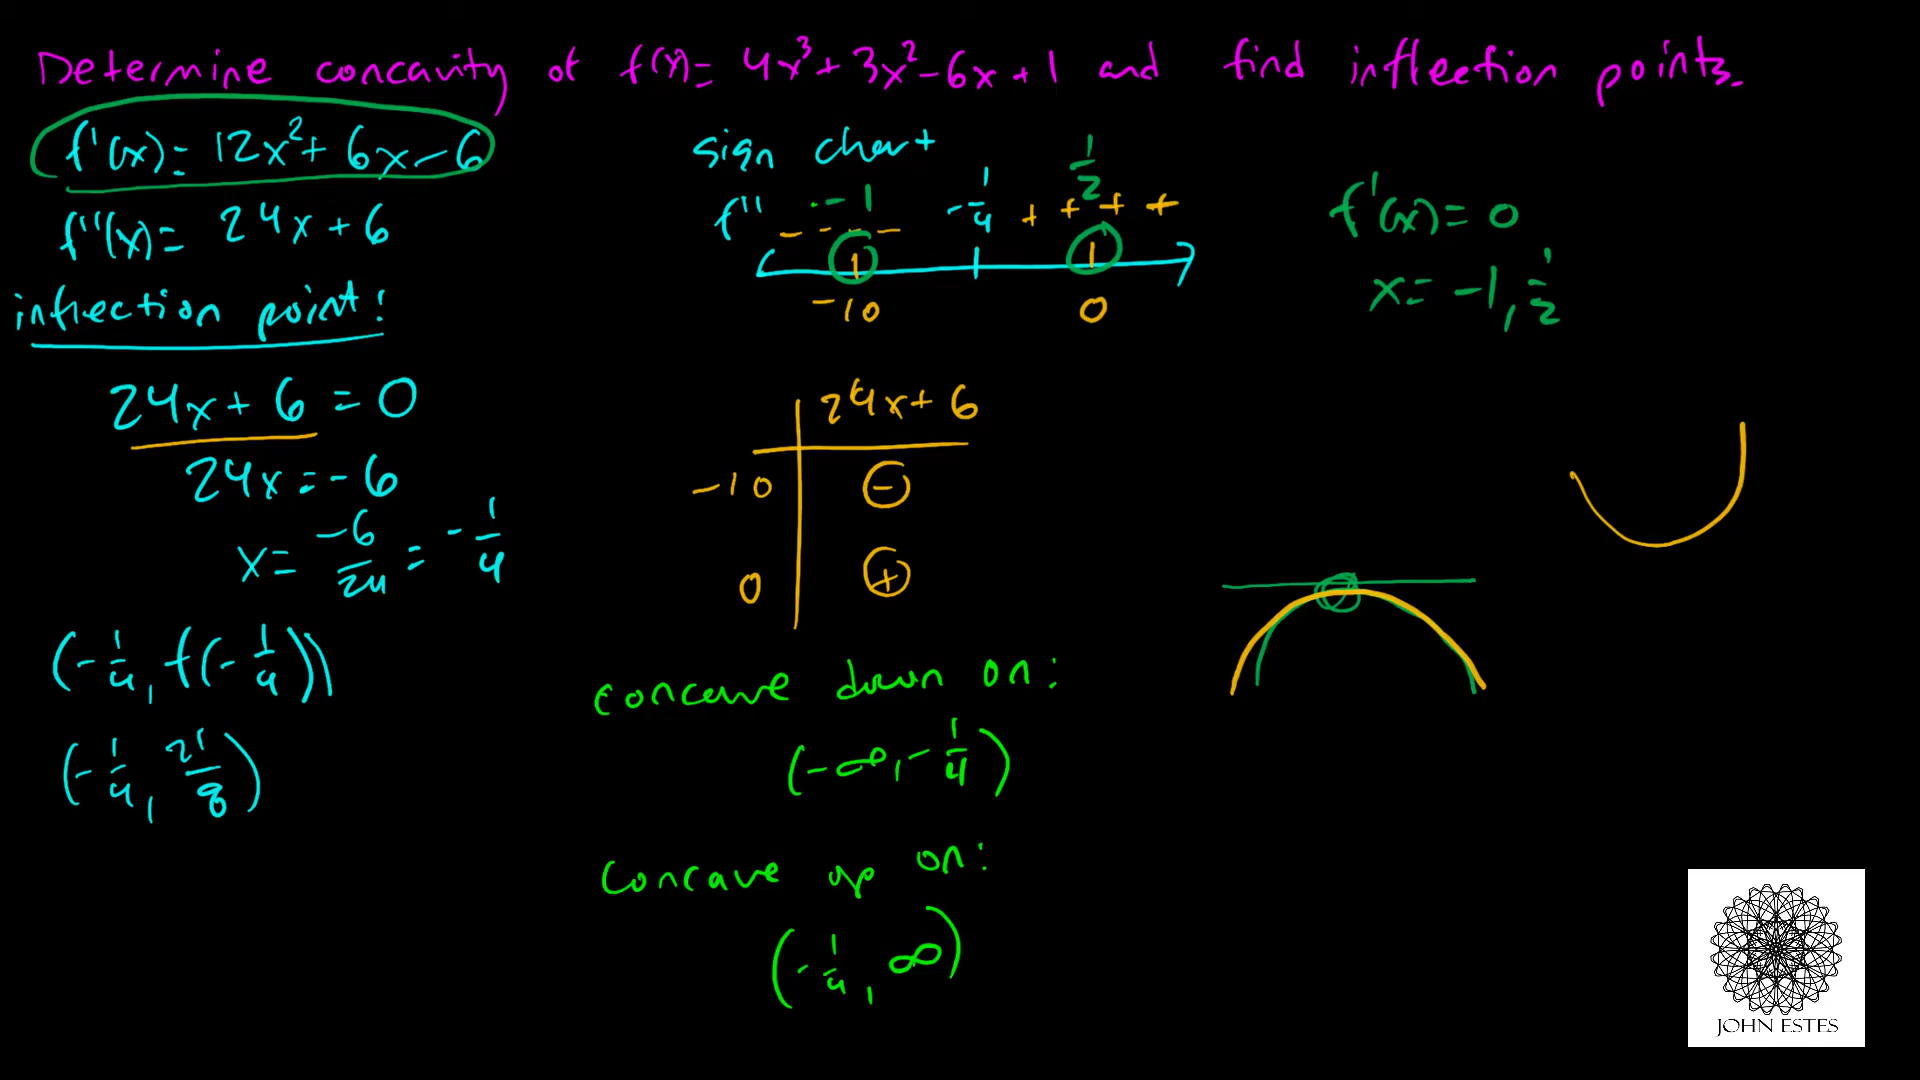 Determine concavity of f(x)= 4x³+3x²-6x+1 and find inflection points.
f'(x)= 12x²+6x-6
f''(x)= 24x+6
inflection point:
24x+6=0
24x=-6
x= -6/24 = -1/4
(-1/4, f(-1/4))
(-1/4, 21/8)
sign chart
-1 -1/4 1/2
f'' - - - - + + + +
-10 0
24x+6
-10 -
0 +
concave down on:
(-∞, -1/4)
concave up on:
(-1/4, ∞)
f'(x)=0
x= -1, 1/2
JOHN ESTES